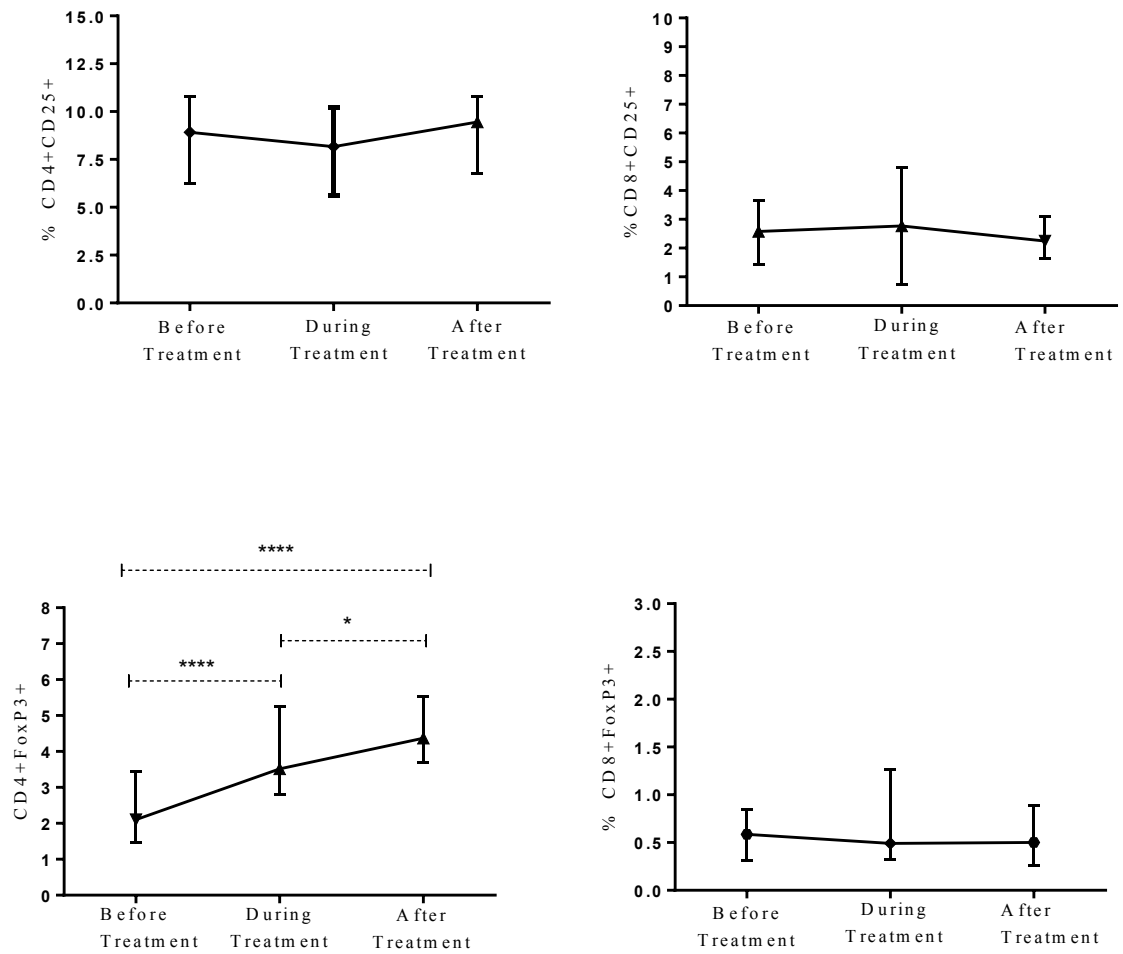 15.0
12.5
10.0
7.5
5.0
2.5
0.0
% CD4+CD25+
Before Treatment
During Treatment
After Treatment
10
9
8
7
6
5
4
3
2
1
0
%CD8+CD25+
Before Treatment
During Treatment
After Treatment
****
*
****
8
7
6
5
4
3
2
1
0
CD4+FoxP3+
Before Treatment
During Treatment
After Treatment
3.0
2.5
2.0
1.5
1.0
0.5
0.0
% CD8+FoxP3+
Before Treatment
During Treatment
After Treatment